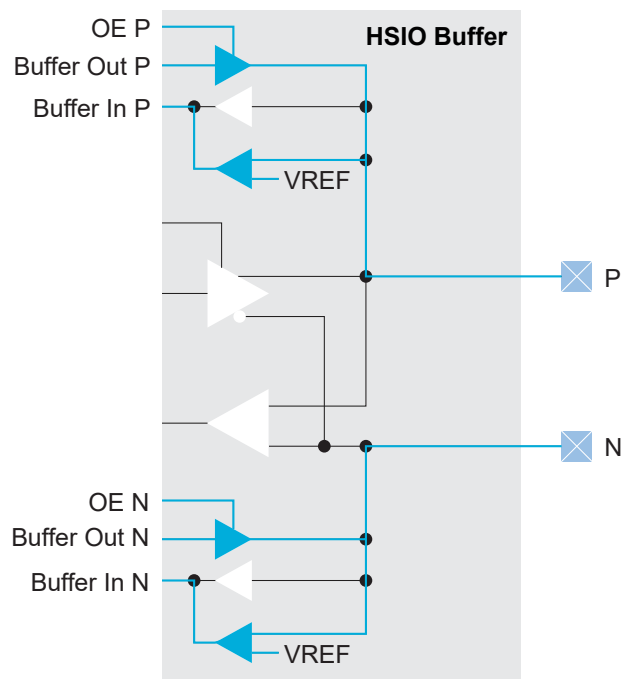 OE P
HSIO Buffer
Buffer Out P
Buffer In P
VREF
P
N
OE N
Buffer Out N
Buffer In N
VREF